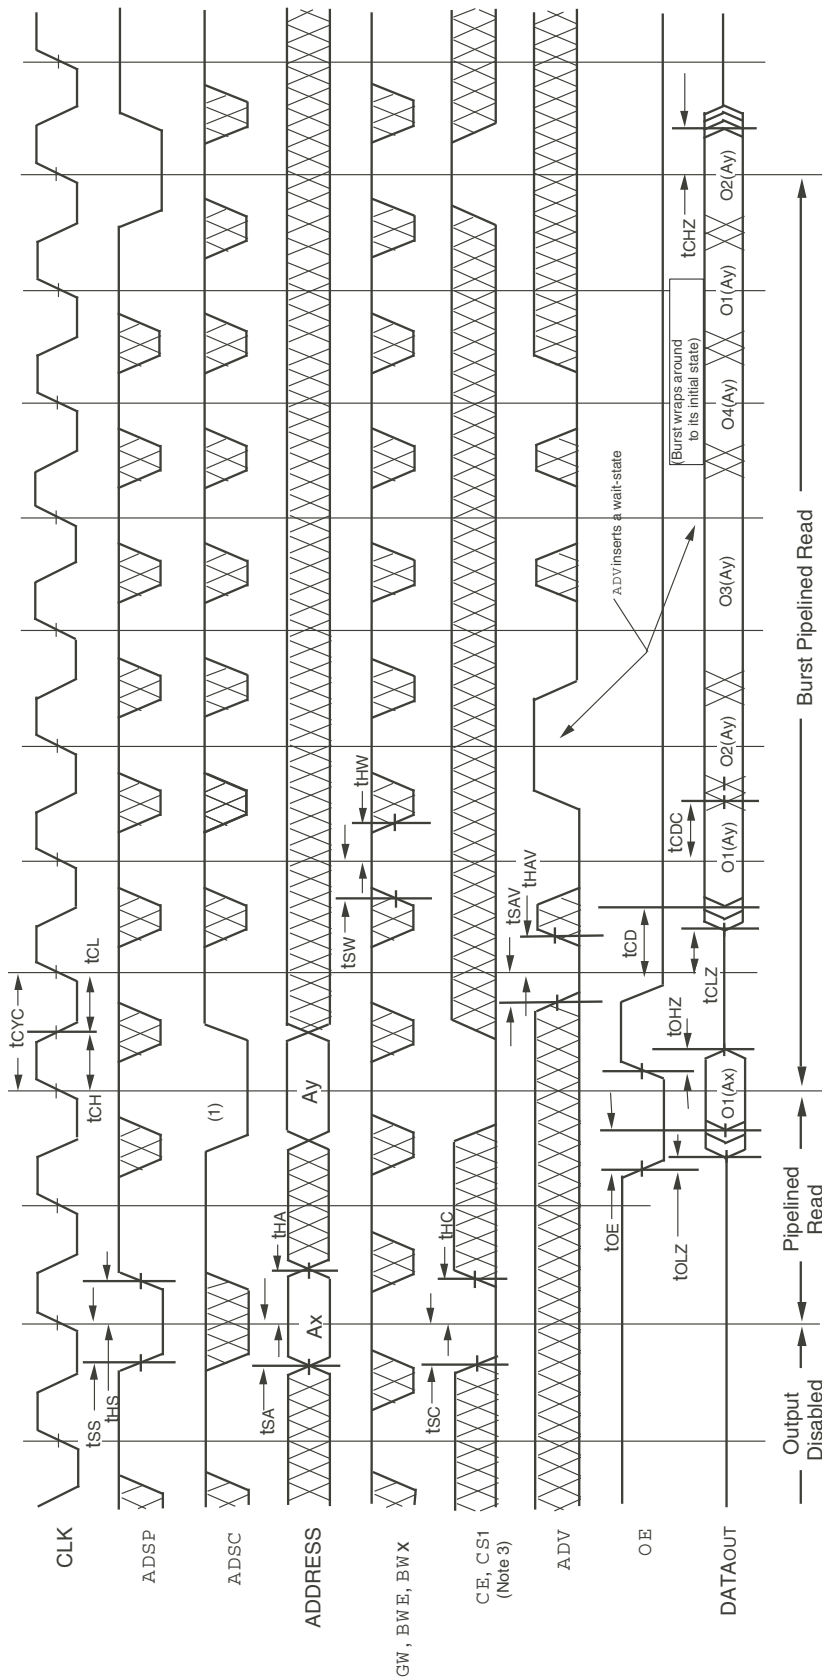 CLK
tCYC
tCH
tCL
ADSP
tSS
tHS
ADSC
(1)
ADDRESS
tSA
tHA
Ax
Ay
GW, BWE, BWx
tSW
tHW
CE, CS1
(Note 3)
tSC
tHC
ADV
tSAV
tHAV
ADV inserts a wait-state
OE
tOE
tOLZ
tOHZ
tCD
tCLZ
tCDC
tCHZ
(Burst wraps around
to its initial state)
DATAOUT
O1(Ax)
O1(Ay)
O2(Ay)
O3(Ay)
O4(Ay)
O1(Ay)
O2(Ay)
Output
Disabled
Pipelined
Read
Burst Pipelined Read